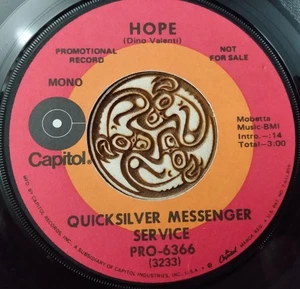 HOPE
(Dino Valenti)
PROMOTIONAL
RECORD
NOT
FOR SALE
MONO
Capitol®
Mobetta
Music-BMI
Intro.-:14
Total-3:00
QUICKSILVER MESSENGER
SERVICE
PRO-6366
(3233)